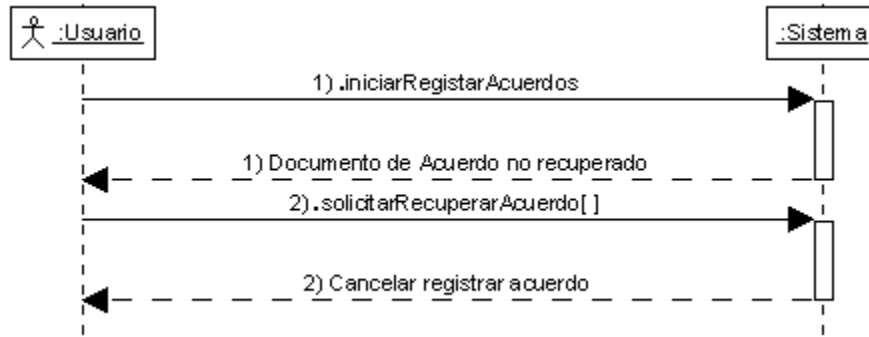 :Usuario
:Sistema
1) .iniciarRegistarAcuerdos
1) Documento de Acuerdo no recuperado
2).solicitarRecuperarAcuerdo[ ]
2) Cancelar registrar acuerdo